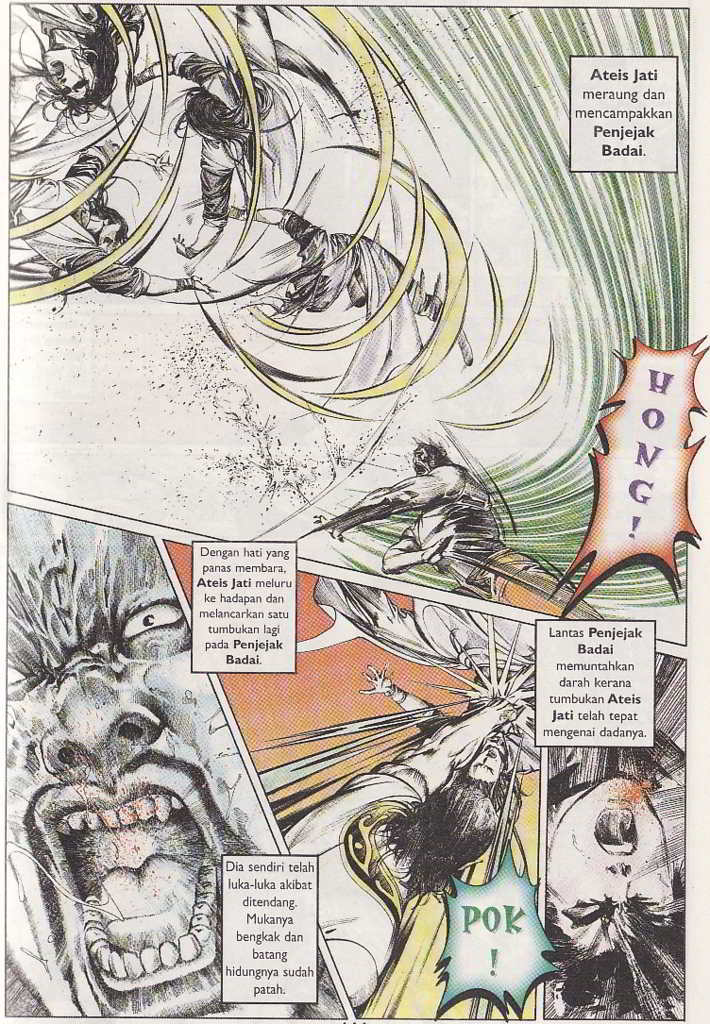 Ateis Jati
meraung dan
mencampakkan
Penjejak
Badai.
HONG!
Dengan hati yang
panas membara,
Ateis Jati meluru
ke hadapan dan
melancarkan satu
tumbukan lagi
pada Penjejak
Badai.
Lantas Penjejak
Badai
memuntahkan
darah kerana
tumbukan Ateis
Jati telah tepat
mengenai dadanya.
Dia sendiri telah
luka-luka akibat
ditendang.
Mukanya
bengkak dan
batang
hidungnya sudah
patah.
POK
!